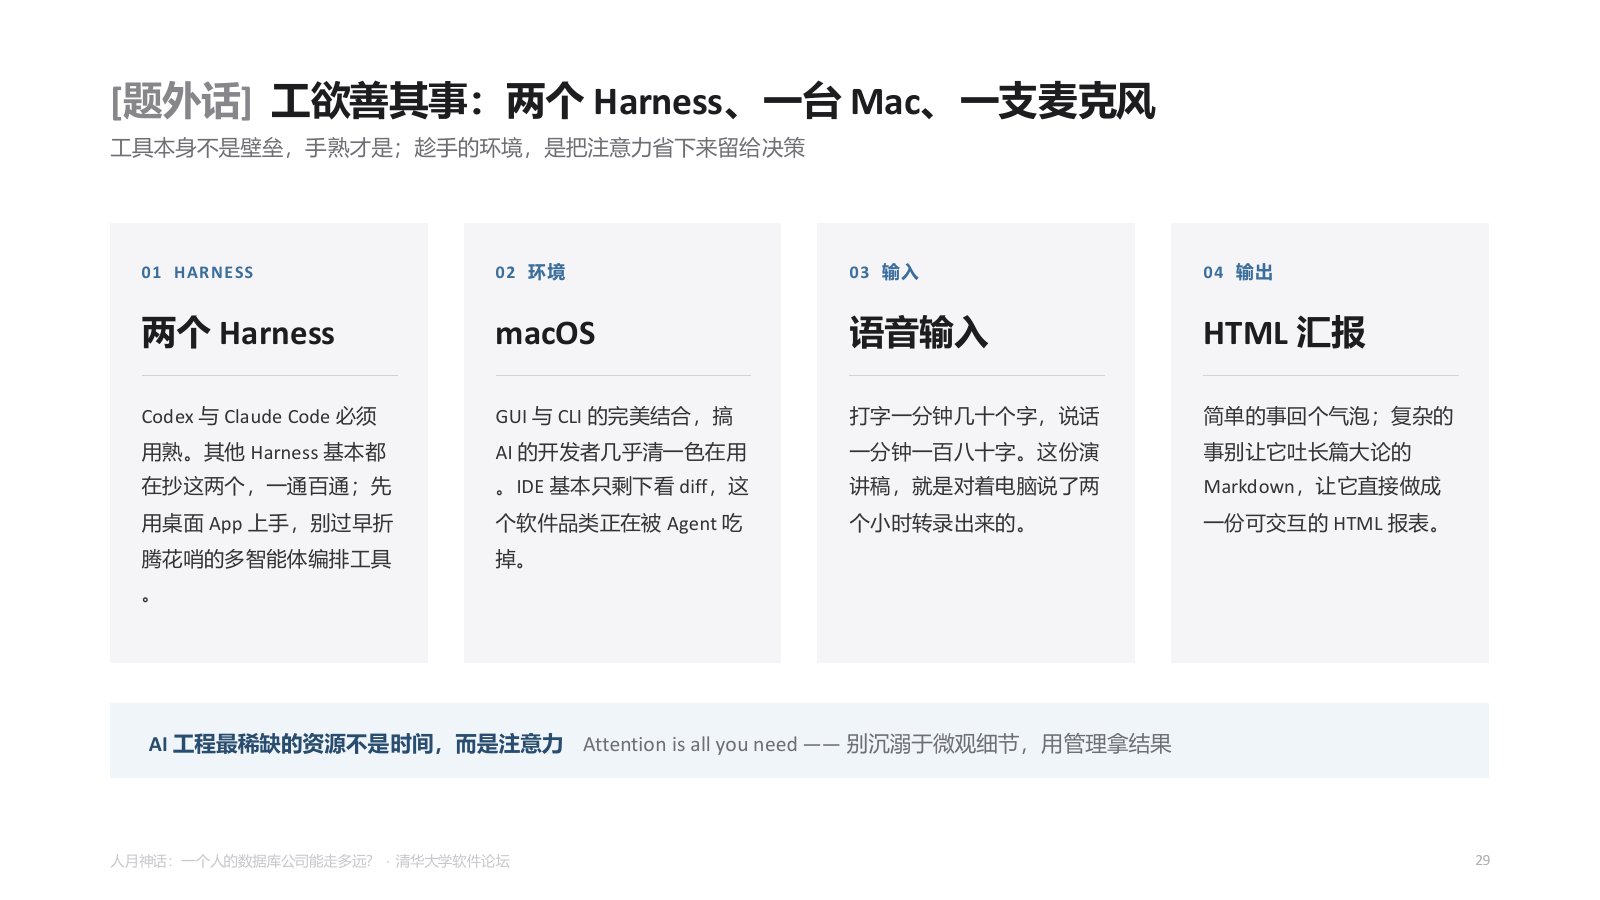 [题外话] 工欲善其事：两个 Harness、一台 Mac、一支麦克风
工具本身不是壁垒，手熟才是；趁手的环境，是把注意力省下来留给决策
01 HARNESS
两个 Harness
Codex 与 Claude Code 必须
用熟。其他 Harness 基本都
在抄这两个，一通百通；先
用桌面 App 上手，别过早折
腾花哨的多智能体编排工具
。
02 环境
macOS
GUI 与 CLI 的完美结合，搞
AI 的开发者几乎清一色在用
。IDE 基本只剩下看 diff，这
个软件品类正在被 Agent 吃
掉。
03 输入
语音输入
打字一分钟几十个字，说话
一分钟一百八十字。这份演
讲稿，就是对着电脑说了两
个小时转录出来的。
04 输出
HTML 汇报
简单的事回个气泡；复杂的
事别让它吐长篇大论的
Markdown，让它直接做成
一份可交互的 HTML 报表。
AI 工程最稀缺的资源不是时间，而是注意力 Attention is all you need —— 别沉溺于微观细节，用管理拿结果
人月神话：一个人的数据库公司能走多远？ · 清华大学软件论坛
29